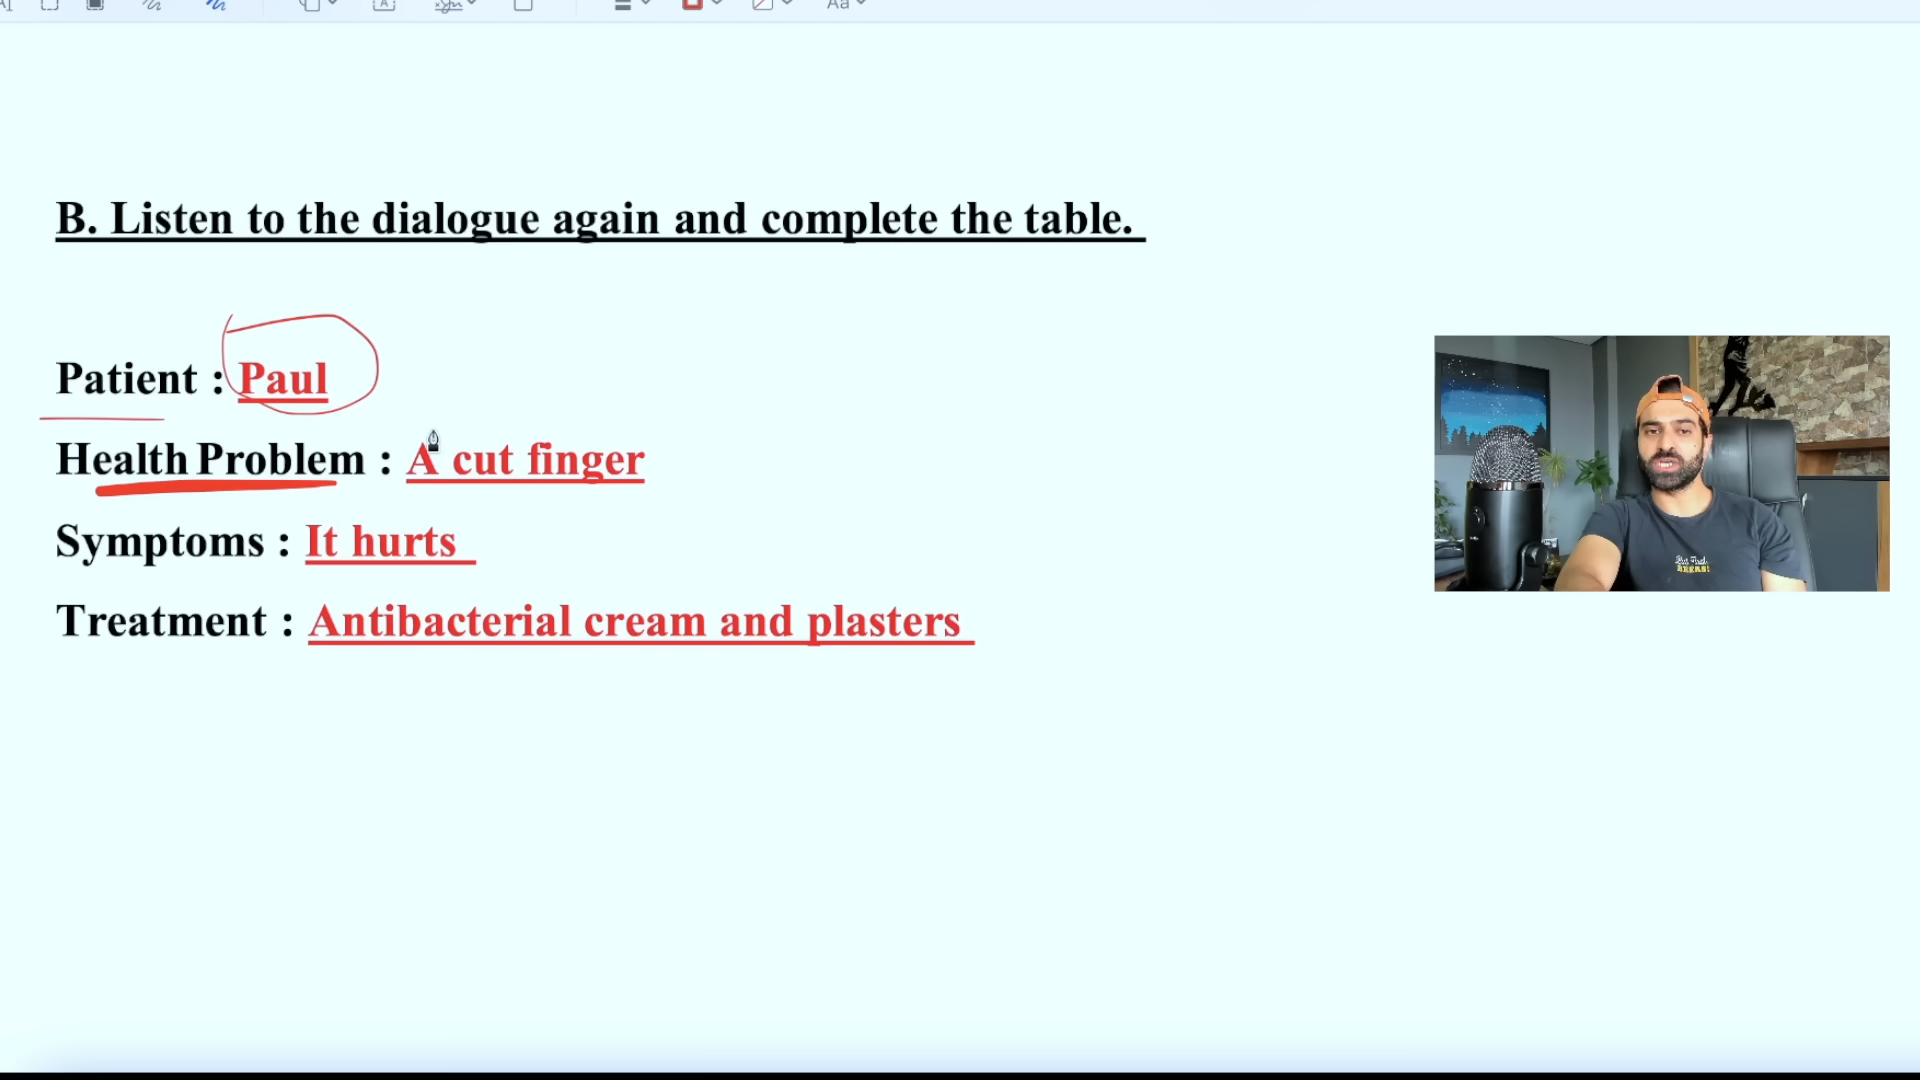 Aa
B. Listen to the dialogue again and complete the table.
Patient : Paul
Health Problem : A cut finger
Symptoms : It hurts
Treatment : Antibacterial cream and plasters